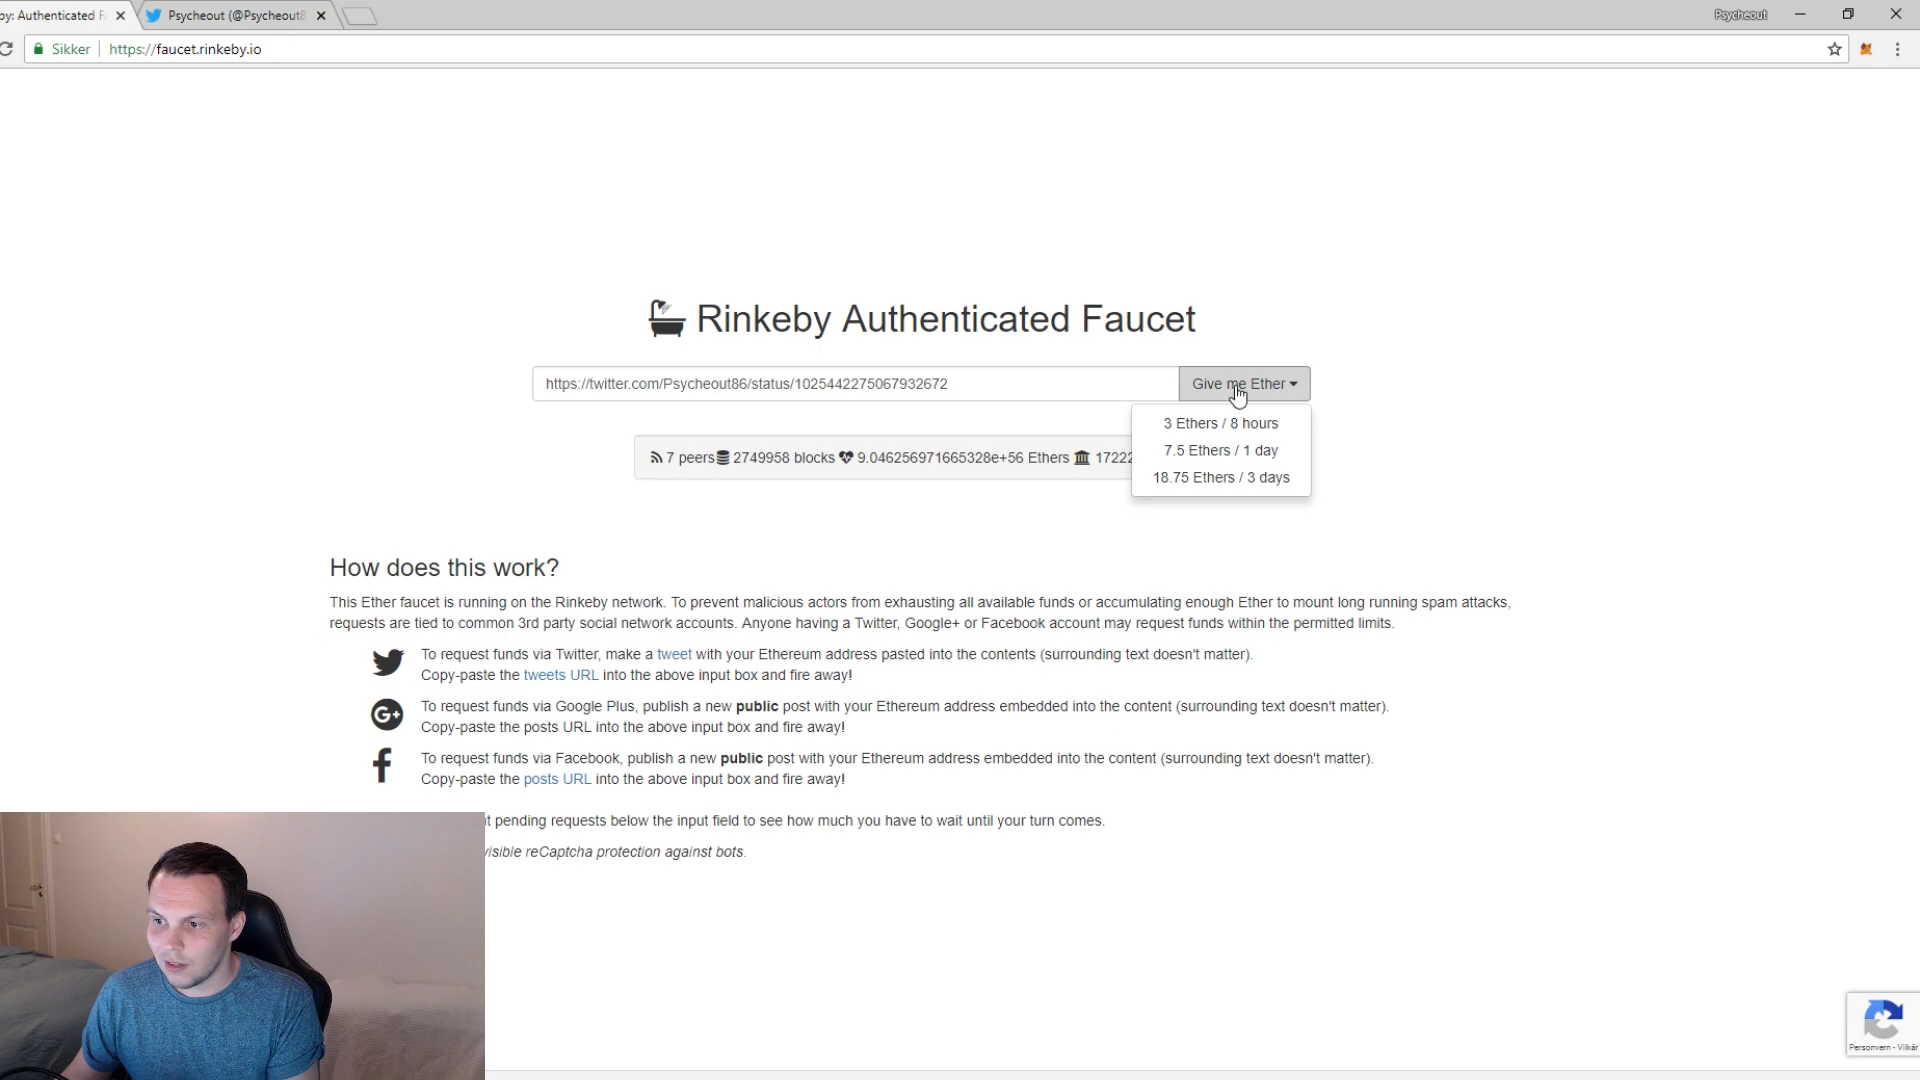 by: Authenticated F
Psycheout (@Psycheout8
Psycheout
Sikker
https://faucet.rinkeby.io
Rinkeby Authenticated Faucet
https://twitter.com/Psycheout86/status/1025442275067932672
Give me Ether
3 Ethers / 8 hours
7.5 Ethers / 1 day
18.75 Ethers / 3 days
7 peers 2749958 blocks 9.046256971665328e+56 Ethers 17222
How does this work?
This Ether faucet is running on the Rinkeby network. To prevent malicious actors from exhausting all available funds or accumulating enough Ether to mount long running spam attacks,
requests are tied to common 3rd party social network accounts. Anyone having a Twitter, Google+ or Facebook account may request funds within the permitted limits.
To request funds via Twitter, make a tweet with your Ethereum address pasted into the contents (surrounding text doesn't matter).
Copy-paste the tweets URL into the above input box and fire away!
G+
To request funds via Google Plus, publish a new public post with your Ethereum address embedded into the content (surrounding text doesn't matter).
Copy-paste the posts URL into the above input box and fire away!
To request funds via Facebook, publish a new public post with your Ethereum address embedded into the content (surrounding text doesn't matter).
Copy-paste the posts URL into the above input box and fire away!
t pending requests below the input field to see how much you have to wait until your turn comes.
visible reCaptcha protection against bots.
Personvern - Vilkår